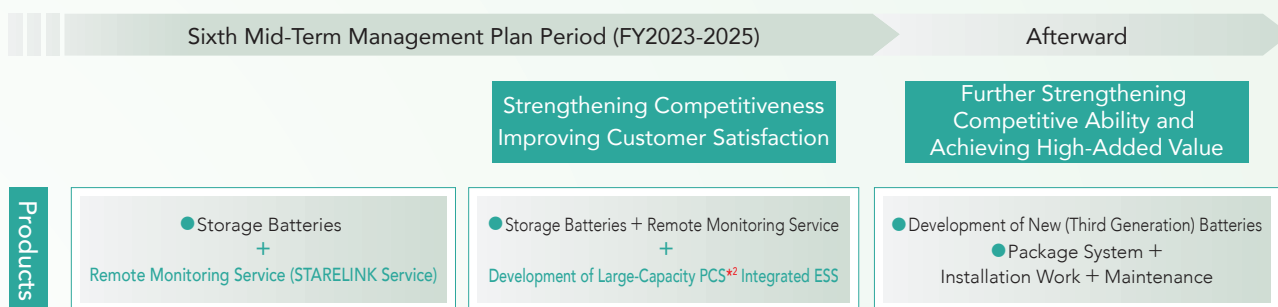 Sixth Mid-Term Management Plan Period (FY2023-2025)
Afterward
Strengthening Competitiveness
Improving Customer Satisfaction
Further Strengthening
Competitive Ability and
Achieving High-Added Value
Products
●Storage Batteries
+
Remote Monitoring Service (STARELINK Service)
●Storage Batteries + Remote Monitoring Service
+
Development of Large-Capacity PCS*2 Integrated ESS
●Development of New (Third Generation) Batteries
●Package System +
Installation Work + Maintenance